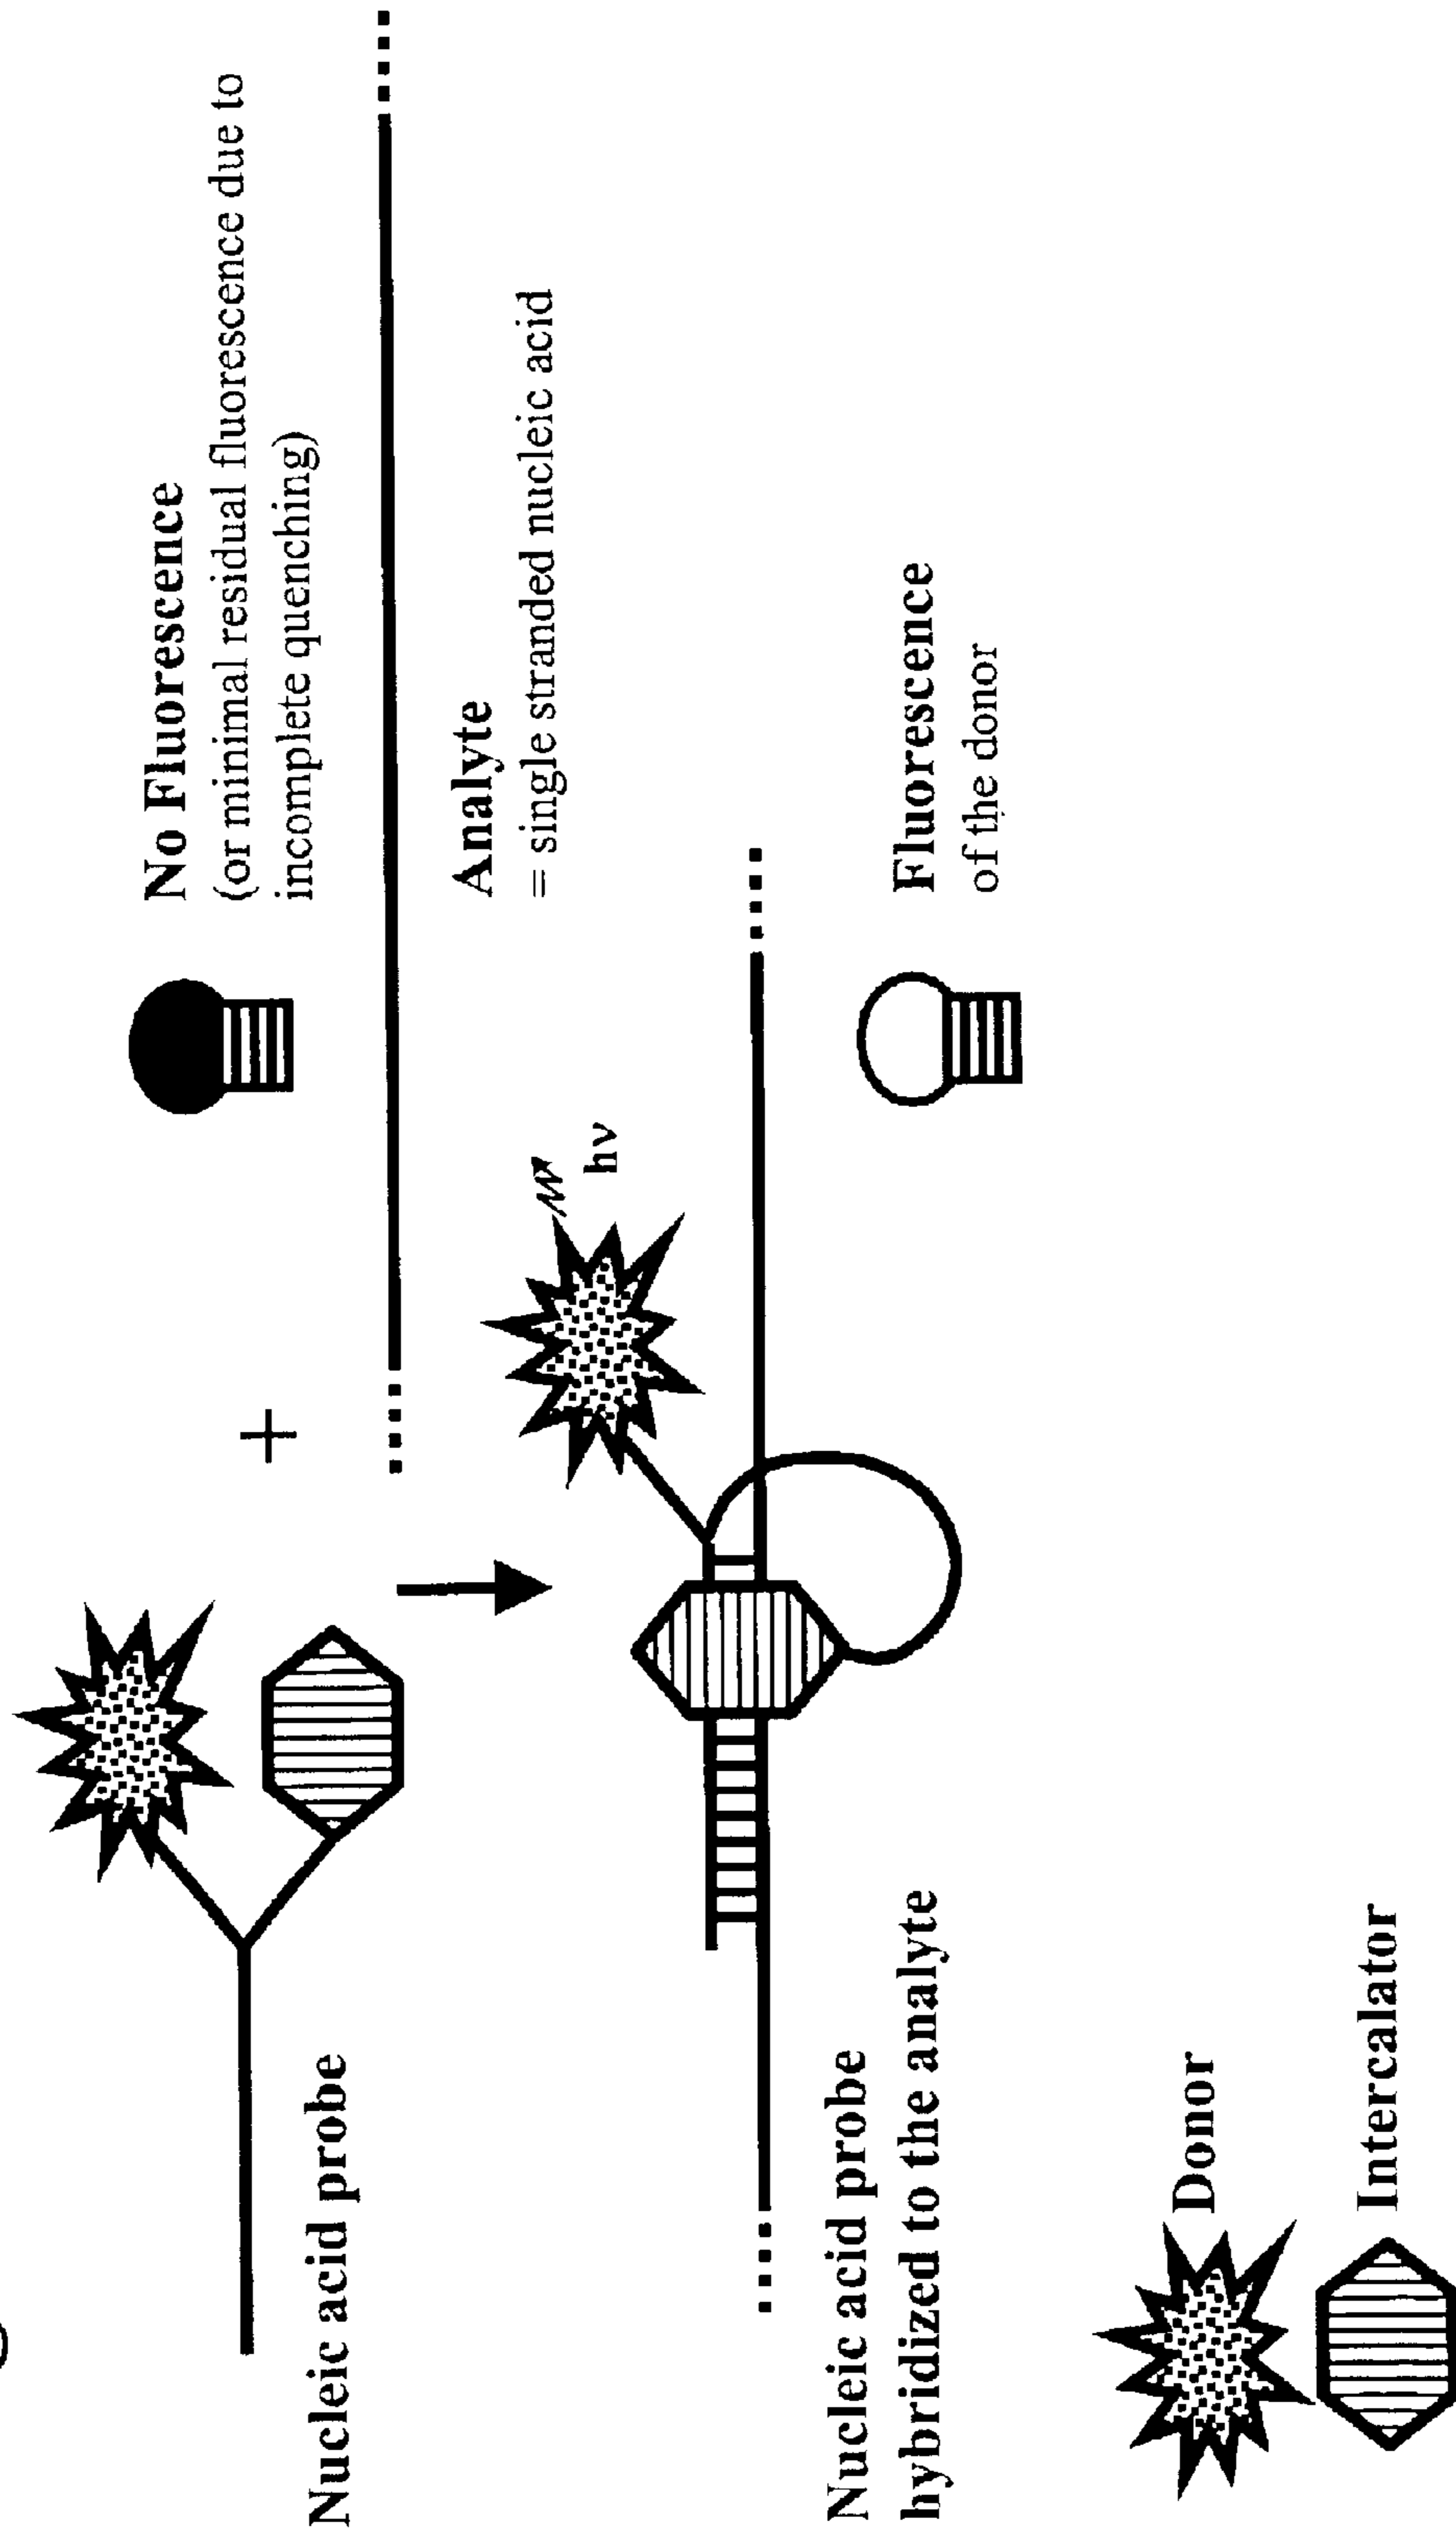 No Fluorescence
(or minimal residual fluorescence due to
incomplete quenching)
Nucleic acid probe
+
Analyte
= single stranded nucleic acid
hν
Nucleic acid probe
hybridized to the analyte
Fluorescence
of the donor
Donor
Intercalator